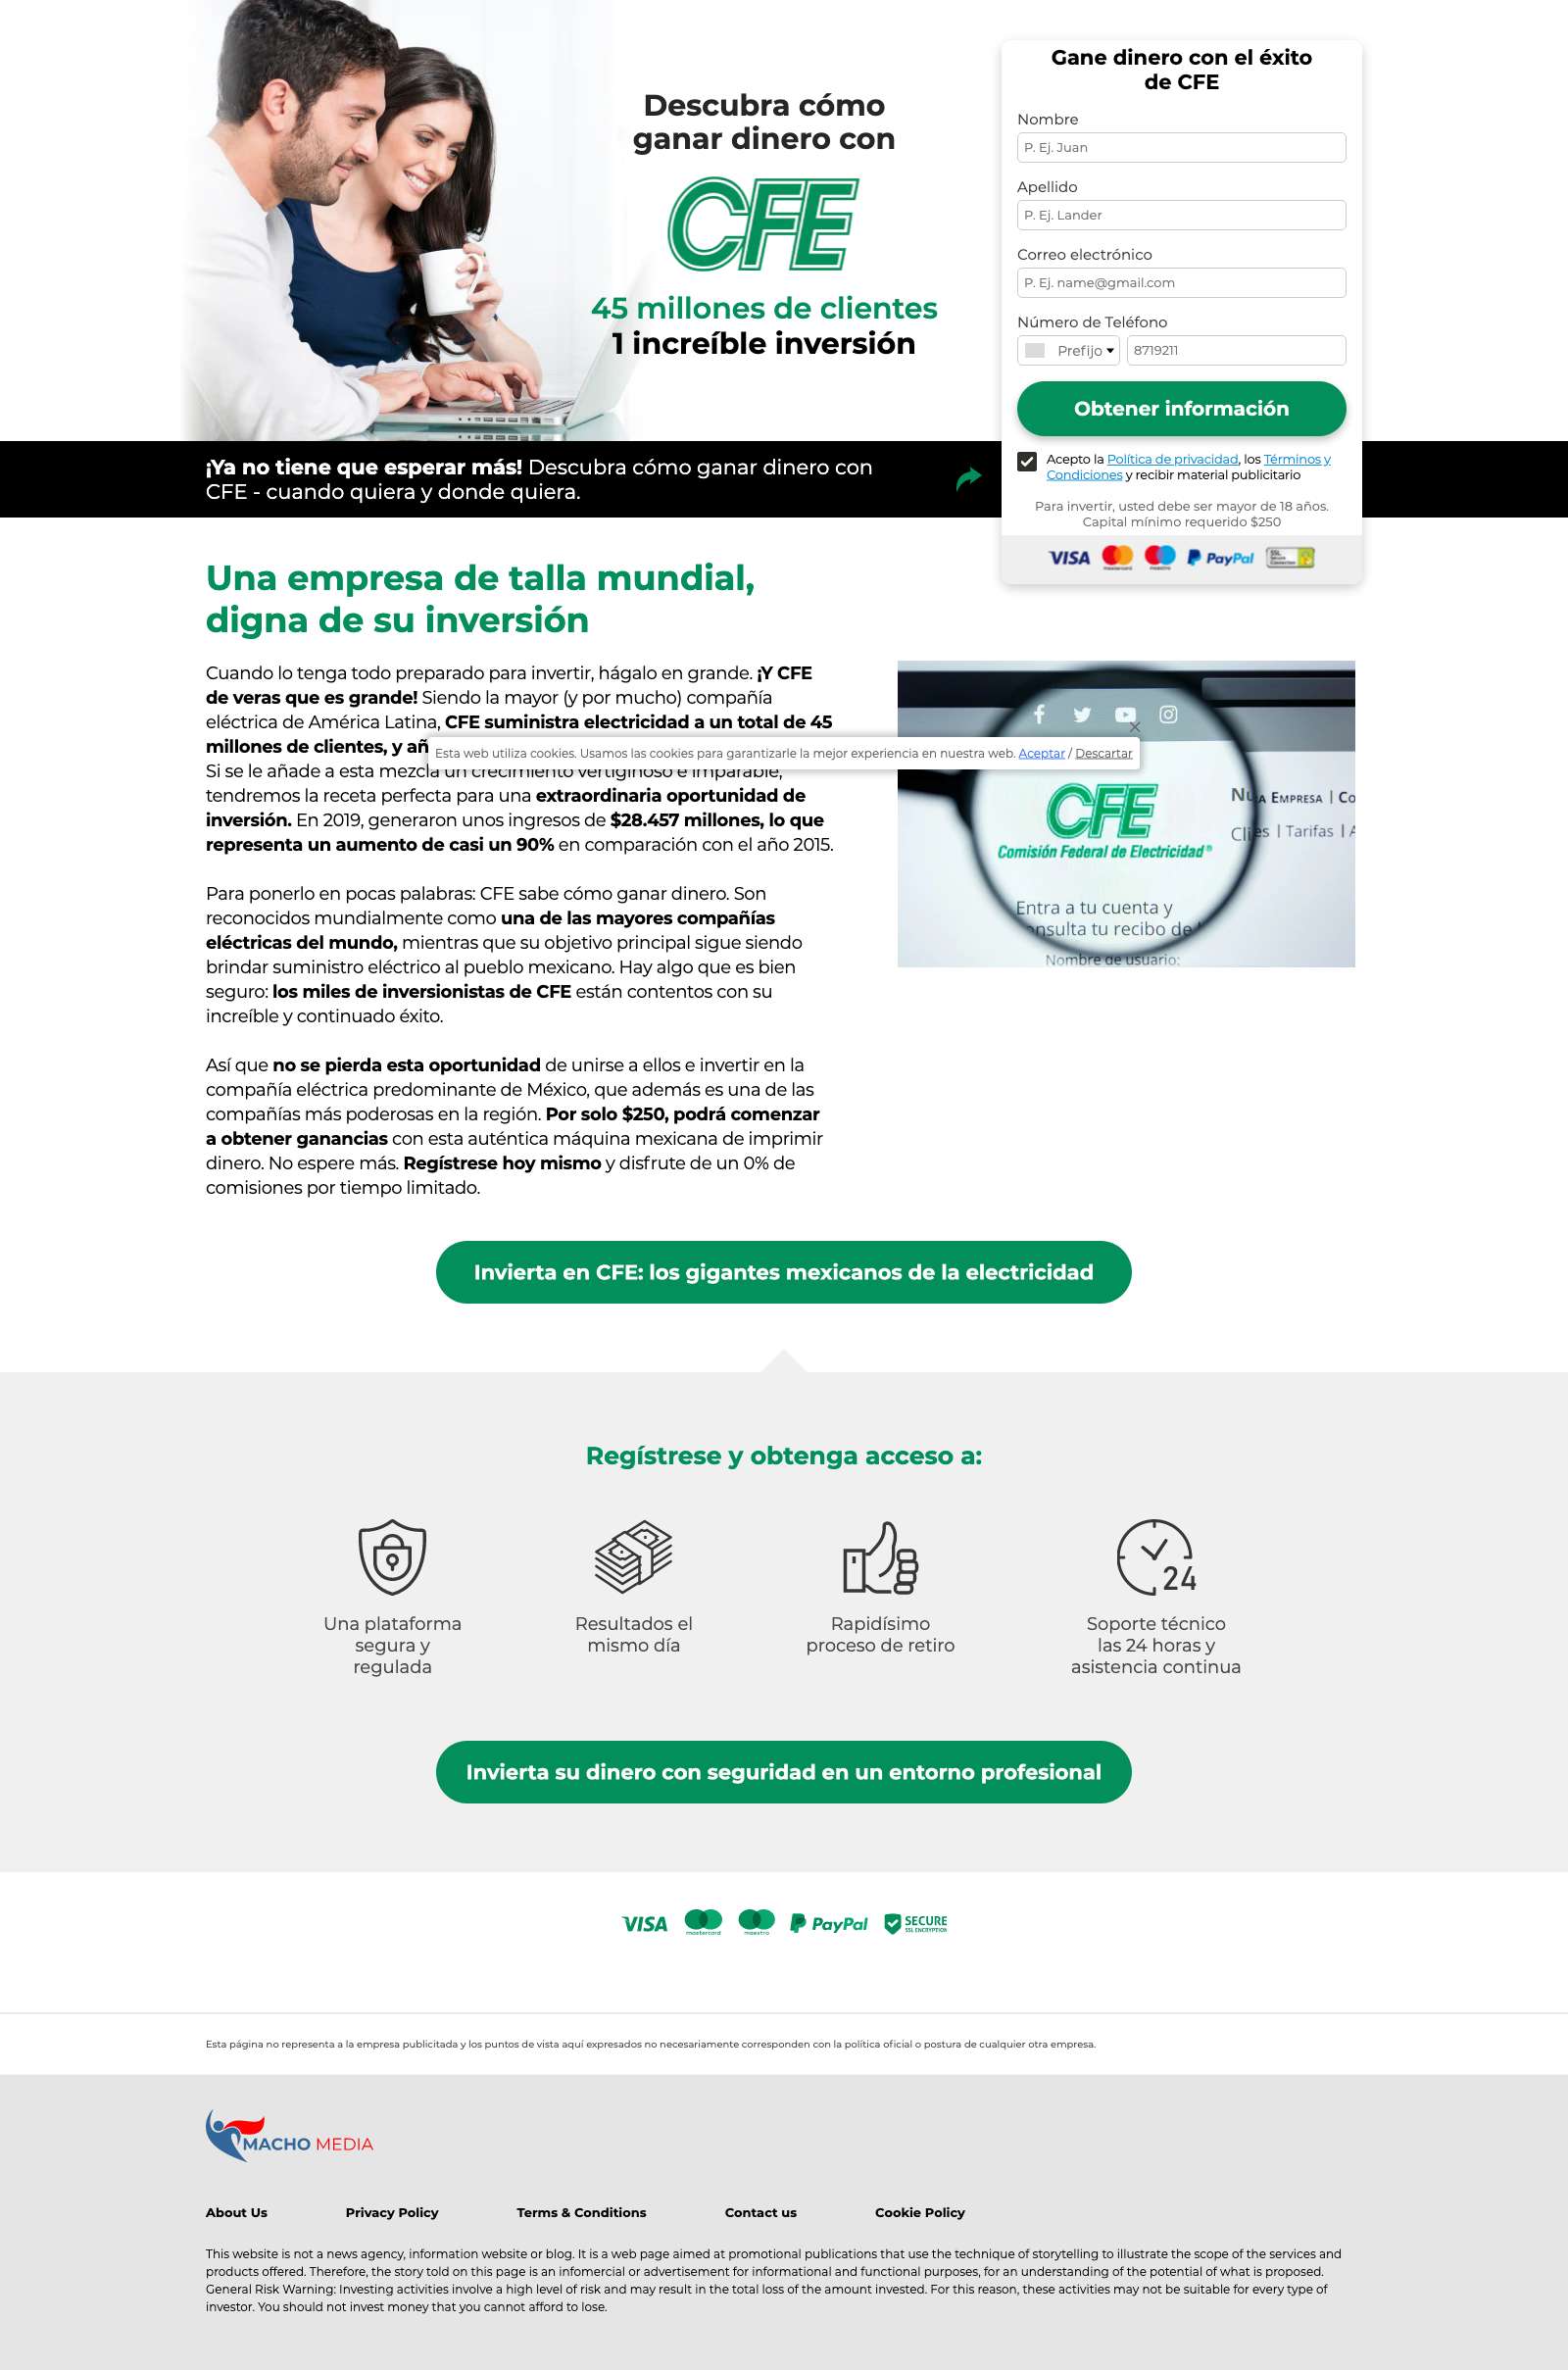 Descubra cómo
ganar dinero con
CFE
45 millones de clientes
1 increíble inversión
Gane dinero con el éxito
de CFE
Nombre
P. Ej. Juan
Apellido
P. Ej. Lander
Correo electrónico
P. Ej. name@gmail.com
Número de Teléfono
Prefijo 8719211
Obtener información
Acepto la Política de privacidad, los Términos y
Condiciones y recibir material publicitario
Para invertir, usted debe ser mayor de 18 años.
Capital mínimo requerido $250
VISA mastercard maestro PayPal SSL Secure Connection
¡Ya no tiene que esperar más! Descubra cómo ganar dinero con
CFE - cuando quiera y donde quiera.
Una empresa de talla mundial,
digna de su inversión
Cuando lo tenga todo preparado para invertir, hágalo en grande. ¡Y CFE
de veras que es grande! Siendo la mayor (y por mucho) compañía
eléctrica de América Latina, CFE suministra electricidad a un total de 45
millones de clientes, y añ
Esta web utiliza cookies. Usamos las cookies para garantizarle la mejor experiencia en nuestra web. Aceptar / Descartar
Si se le añade a esta mezcla un crecimiento vertiginoso e imparable,
tendremos la receta perfecta para una extraordinaria oportunidad de
inversión. En 2019, generaron unos ingresos de $28.457 millones, lo que
representa un aumento de casi un 90% en comparación con el año 2015.
Para ponerlo en pocas palabras: CFE sabe cómo ganar dinero. Son
reconocidos mundialmente como una de las mayores compañías
eléctricas del mundo, mientras que su objetivo principal sigue siendo
brindar suministro eléctrico al pueblo mexicano. Hay algo que es bien
seguro: los miles de inversionistas de CFE están contentos con su
increíble y continuado éxito.
Así que no se pierda esta oportunidad de unirse a ellos e invertir en la
compañía eléctrica predominante de México, que además es una de las
compañías más poderosas en la región. Por solo $250, podrá comenzar
a obtener ganancias con esta auténtica máquina mexicana de imprimir
dinero. No espere más. Regístrese hoy mismo y disfrute de un 0% de
comisiones por tiempo limitado.
CFE
Comisión Federal de Electricidad®
Empresa | Co
| Tarifas | A
Entra a tu cuenta y
consulta tu recibo de
Nombre de usuario:
Invierta en CFE: los gigantes mexicanos de la electricidad
Regístrese y obtenga acceso a:
24
Una plataforma
segura y
regulada
Resultados el
mismo día
Rapidísimo
proceso de retiro
Soporte técnico
las 24 horas y
asistencia continua
Invierta su dinero con seguridad en un entorno profesional
VISA mastercard maestro PayPal SECURE SSL ENCRYPTION
Esta página no representa a la empresa publicitada y los puntos de vista aquí expresados no necesariamente corresponden con la política oficial o postura de cualquier otra empresa.
MACHO MEDIA
About Us Privacy Policy Terms & Conditions Contact us Cookie Policy
This website is not a news agency, information website or blog. It is a web page aimed at promotional publications that use the technique of storytelling to illustrate the scope of the services and
products offered. Therefore, the story told on this page is an infomercial or advertisement for informational and functional purposes, for an understanding of the potential of what is proposed.
General Risk Warning: Investing activities involve a high level of risk and may result in the total loss of the amount invested. For this reason, these activities may not be suitable for every type of
investor. You should not invest money that you cannot afford to lose.